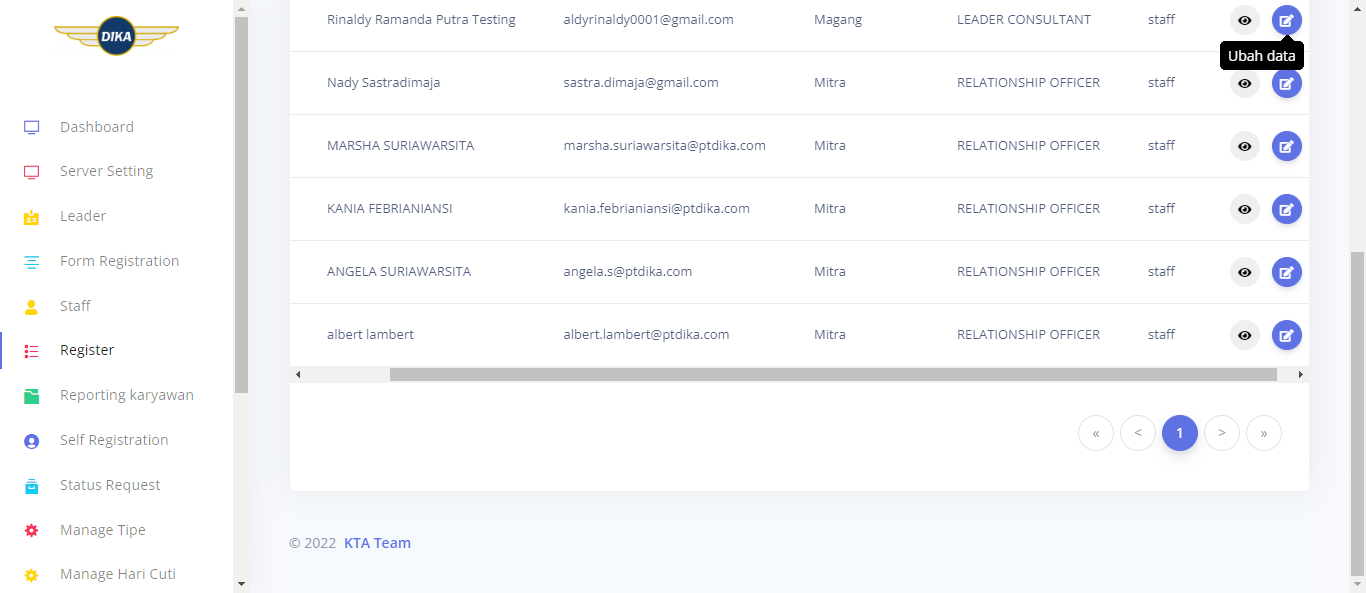 DIKA
Dashboard
Server Setting
Leader
Form Registration
Staff
Register
Reporting karyawan
Self Registration
Status Request
Manage Tipe
Manage Hari Cuti
Rinaldy Ramanda Putra Testing aldyrinaldy0001@gmail.com Magang LEADER CONSULTANT staff
Ubah data
Nady Sastradimaja sastra.dimaja@gmail.com Mitra RELATIONSHIP OFFICER staff
MARSHA SURIAWARSITA marsha.suriawarsita@ptdika.com Mitra RELATIONSHIP OFFICER staff
KANIA FEBRIANIANSI kania.febrianiansi@ptdika.com Mitra RELATIONSHIP OFFICER staff
ANGELA SURIAWARSITA angela.s@ptdika.com Mitra RELATIONSHIP OFFICER staff
albert lambert albert.lambert@ptdika.com Mitra RELATIONSHIP OFFICER staff
« < 1 > »
© 2022 KTA Team